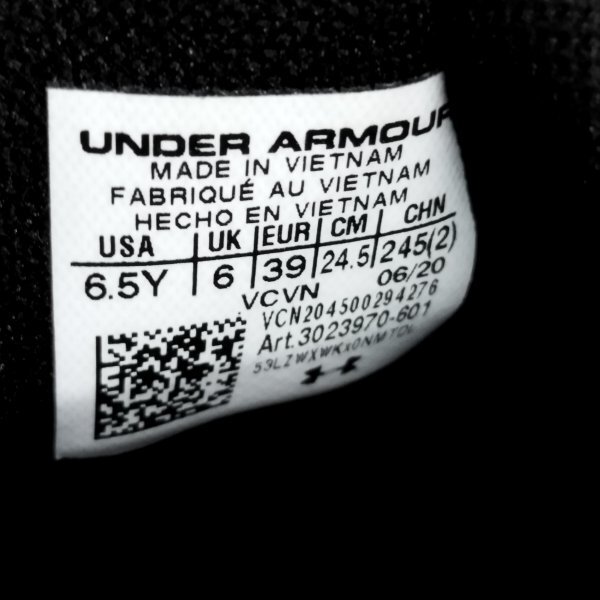 UNDER ARMOUR
MADE IN VIETNAM
FABRIQUÉ AU VIETNAM
HECHO EN VIETNAM
USA UK EUR CM CHN
6.5Y 6 39 24.5 245(2)
VCVN 06/20
VCN204500294276
Art.3023970-601